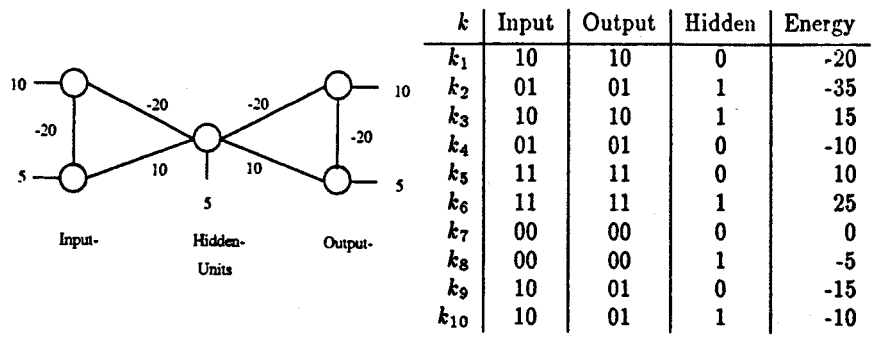 10
-20
5
-20
10
5
-20
10
10
-20
5
Input-
Hidden-
Units
Output-
k Input Output Hidden Energy
k₁ 10 10 0 -20
k₂ 01 01 1 -35
k₃ 10 10 1 15
k₄ 01 01 0 -10
k₅ 11 11 0 10
k₆ 11 11 1 25
k₇ 00 00 0 0
k₈ 00 00 1 -5
k₉ 10 01 0 -15
k₁₀ 10 01 1 -10